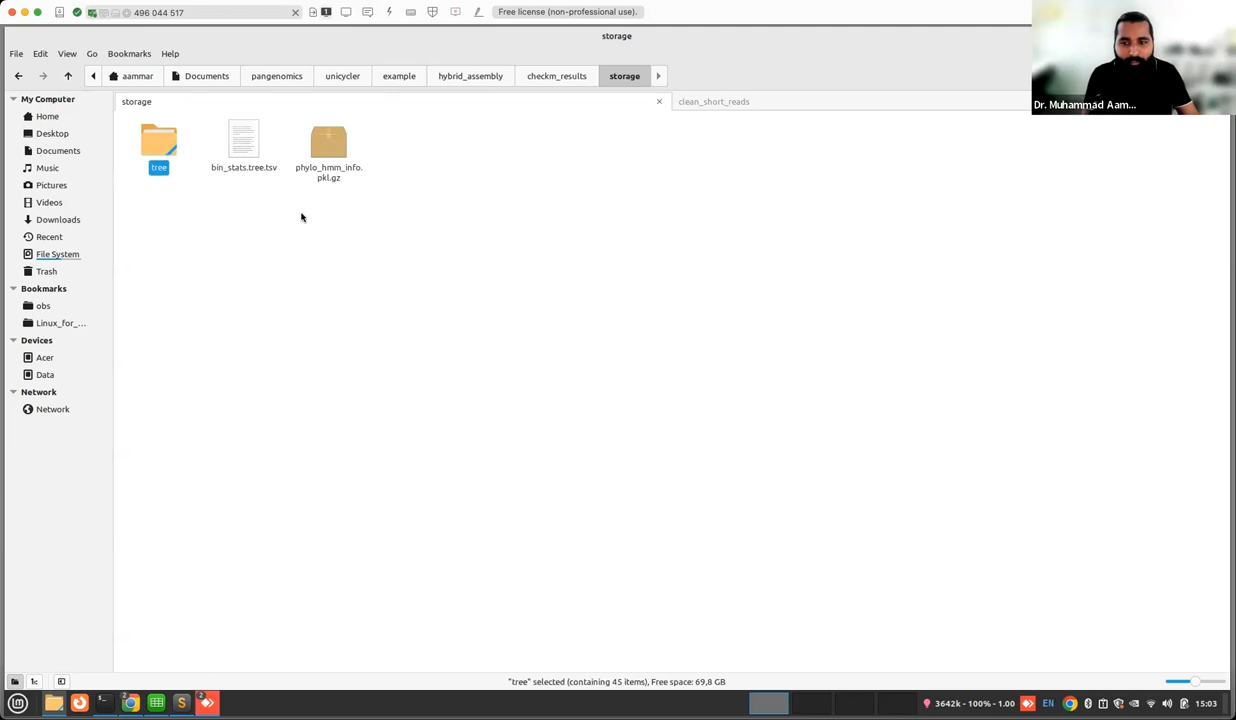 496 044 517
1
Free license (non-professional use).
storage
File Edit View Go Bookmarks Help
aammar Documents pangenomics unicycler example hybrid_assembly checkm_results storage
My Computer
Home
Desktop
Documents
Music
Pictures
Videos
Downloads
Recent
File System
Trash
Bookmarks
obs
Linux_for_...
Devices
Acer
Data
Network
Network
storage
clean_short_reads
tree
bin_stats.tree.tsv
phylo_hmm_info.
pkl.gz
Dr. Muhammad Aam...
"tree" selected (containing 45 items), Free space: 69,8 GB
2
2
3642k - 100% - 1.00
EN
15:03